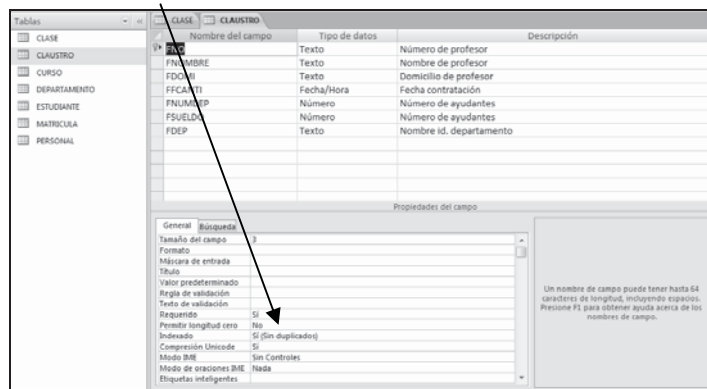 Tablas
CLASE
CLAUSTRO
CURSO
DEPARTAMENTO
ESTUDIANTE
MATRICULA
PERSONAL
CLASE CLAUSTRO
Nombre del campo Tipo de datos Descripción
FNO Texto Número de profesor
FNOMBRE Texto Nombre de profesor
FDOMI Texto Domicilio de profesor
FFCANTI Fecha/Hora Fecha contratación
FNUMDEP Número Número de ayudantes
FSUELDO Número Número de ayudantes
FDEP Texto Nombre id. departamento
Propiedades del campo
General Búsqueda
Tamaño del campo 3
Formato
Máscara de entrada
Título
Valor predeterminado
Regla de validación
Texto de validación
Requerido Sí
Permitir longitud cero No
Indexado Sí (Sin duplicados)
Compresión Unicode Sí
Modo IME Sin Controles
Modo de oraciones IME Nada
Etiquetas inteligentes
Un nombre de campo puede tener hasta 64
caracteres de longitud, incluyendo espacios.
Presione F1 para obtener ayuda acerca de los
nombres de campo.